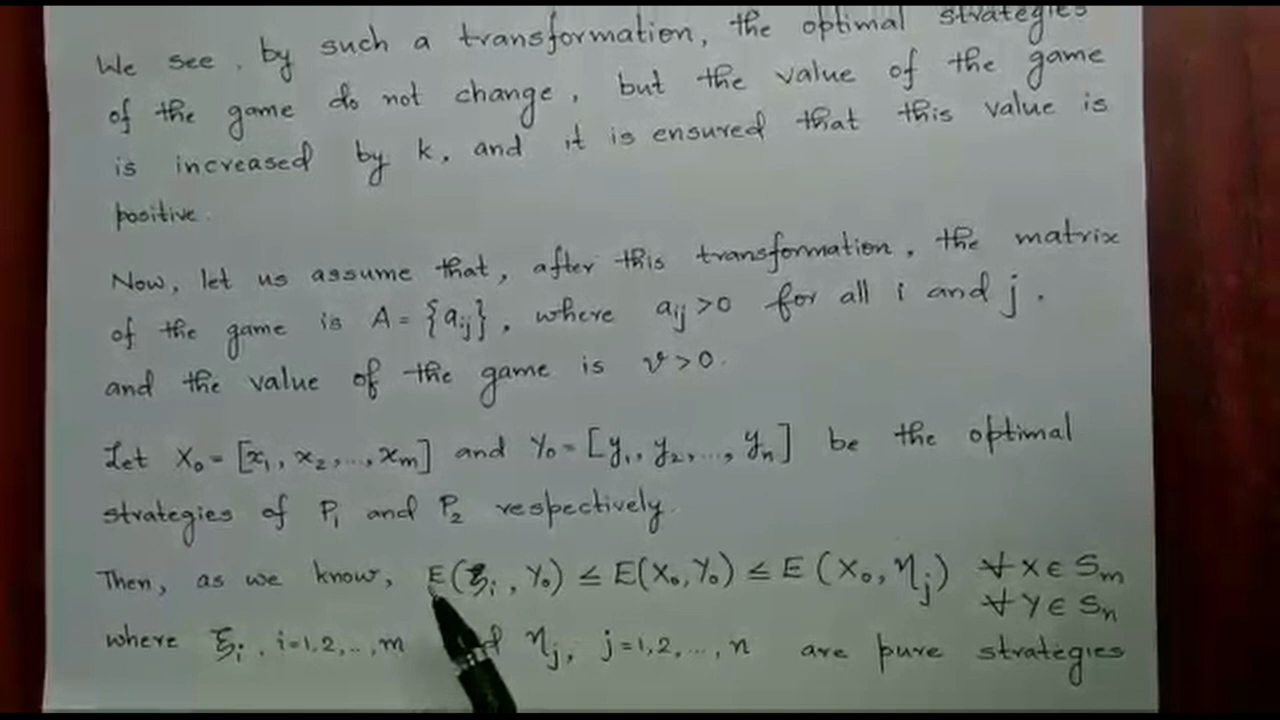 We see, by such a transformation, the optimal strategies
of the game do not change, but the value of the game
is increased by k, and it is ensured that this value is
positive.
Now, let us assume that, after this transformation, the matrix
of the game is A = {aᵢⱼ}, where aᵢⱼ > 0 for all i and j.
and the value of the game is v > 0.
Let X₀ = [x₁, x₂, ..., xₘ] and Y₀ = [y₁, y₂, ..., yₙ] be the optimal
strategies of P₁ and P₂ respectively.
Then, as we know, E(ξᵢ, Y₀) ≤ E(X₀, Y₀) ≤ E(X₀, ηⱼ) ∀ X ∈ Sₘ
∀ Y ∈ Sₙ
where ξᵢ, i=1,2,..,m ηⱼ, j=1,2,...,n are pure strategies